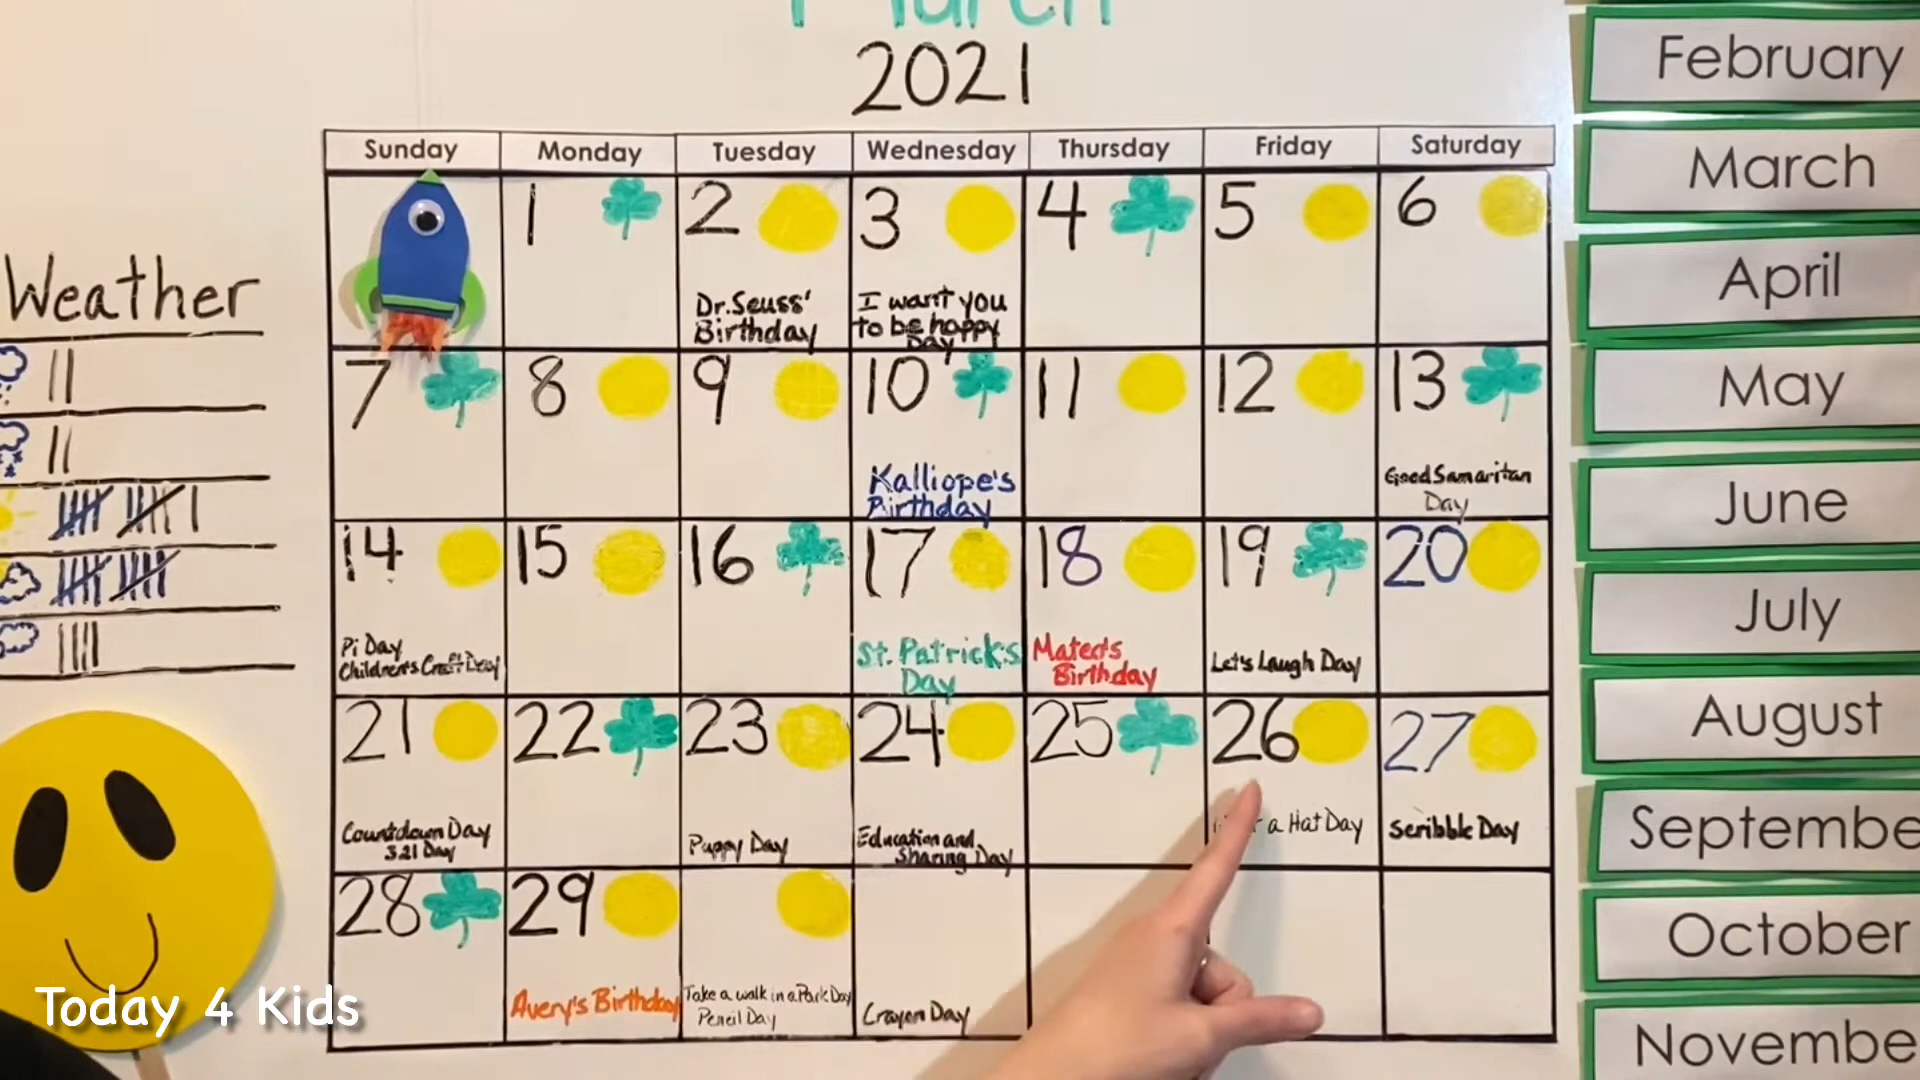 March
2021
Sunday Monday Tuesday Wednesday Thursday Friday Saturday
1 2 3 4 5 6
Dr. Seuss'
Birthday
I want you
to be happy
Day
7 8 9 10 11 12 13
Kalliope's
Birthday
Good Samaritan
Day
14 15 16 17 18 19 20
Pi Day
Children's Craft Day
St. Patrick's
Day
Mateo's
Birthday
Let's Laugh Day
21 22 23 24 25 26 27
Countdown Day
321 Day
Puppy Day
Education and
Sharing Day
a Hat Day
Scribble Day
28 29
Avery's Birthday
Take a walk in a Park Day
Pencil Day
Crayon Day
Weather
February
March
April
May
June
July
August
Septembe
October
Novembe
Today 4 Kids